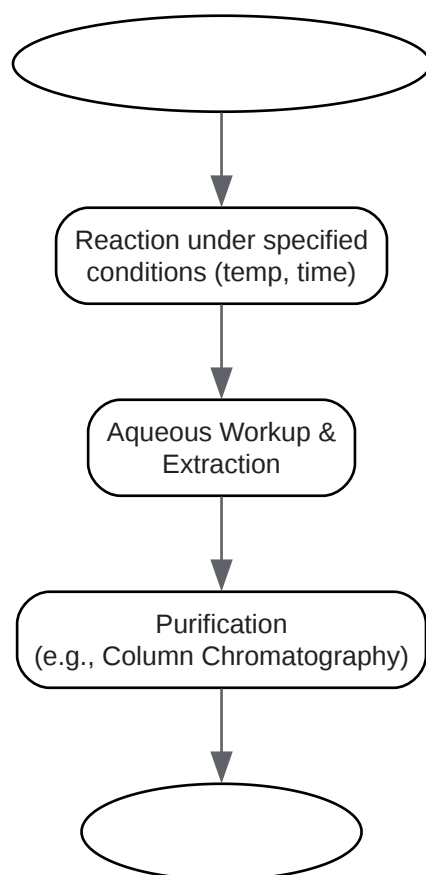 Reaction under specified
conditions (temp, time)
Aqueous Workup &
Extraction
Purification
(e.g., Column Chromatography)